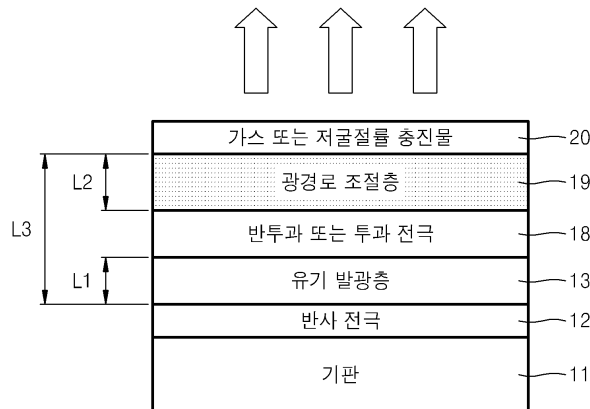 가스 또는 저굴절률 충진물 20
L2 광경로 조절층 19
L3
반투과 또는 투과 전극 18
L1 유기 발광층 13
반사 전극 12
기판 11